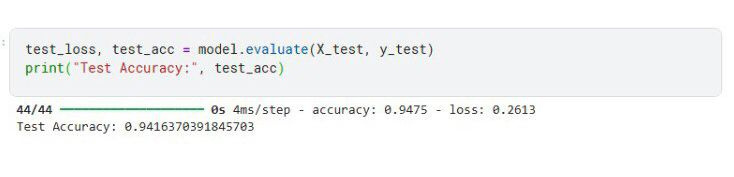 test_loss, test_acc = model.evaluate(X_test, y_test)
print("Test Accuracy:", test_acc)
44/44 ━━━━━━━━━━━━━━━━━━━━ 0s 4ms/step - accuracy: 0.9475 - loss: 0.2613
Test Accuracy: 0.9416370391845703